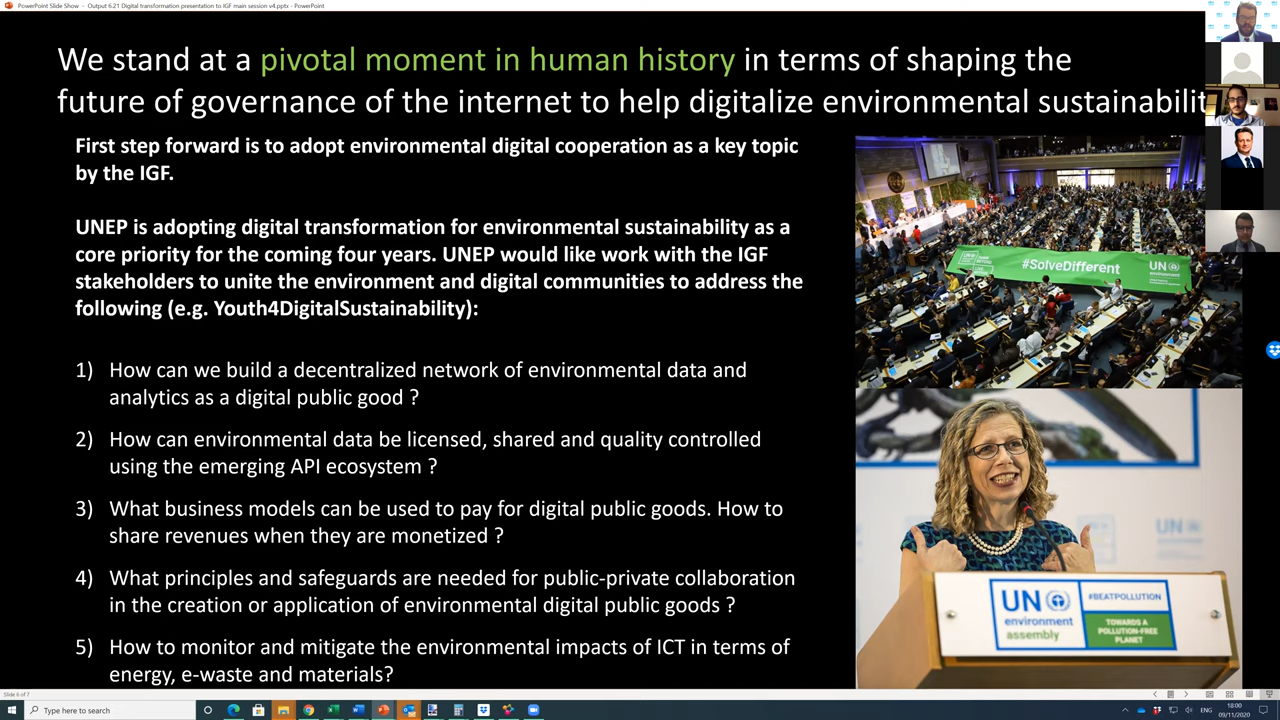 PowerPoint Slide Show - Output 6.21 Digital transformation presentation to IGF main session v4.pptx - PowerPoint
We stand at a pivotal moment in human history in terms of shaping the
future of governance of the internet to help digitalize environmental sustainabilit
First step forward is to adopt environmental digital cooperation as a key topic
by the IGF.
UNEP is adopting digital transformation for environmental sustainability as a
core priority for the coming four years. UNEP would like work with the IGF
stakeholders to unite the environment and digital communities to address the
following (e.g. Youth4DigitalSustainability):
1) How can we build a decentralized network of environmental data and
analytics as a digital public good ?
2) How can environmental data be licensed, shared and quality controlled
using the emerging API ecosystem ?
3) What business models can be used to pay for digital public goods. How to
share revenues when they are monetized ?
4) What principles and safeguards are needed for public-private collaboration
in the creation or application of environmental digital public goods ?
5) How to monitor and mitigate the environmental impacts of ICT in terms of
energy, e-waste and materials?
#SolveDifferent
UN
environment
UN
UN
environment
assembly
#BEATPOLLUTION
TOWARDS A
POLLUTION-FREE
PLANET
Slide 6 of 7
Type here to search
ENG
18:00
09/11/2020